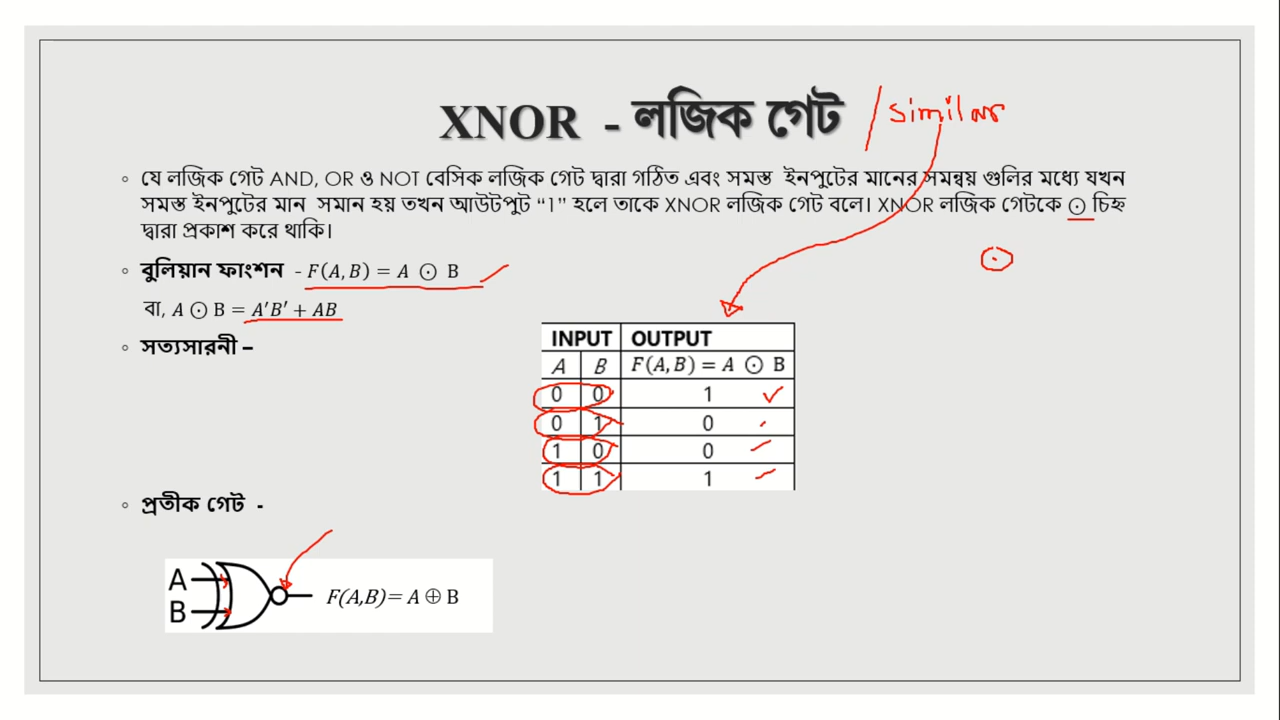 XNOR - লজিক গেট / Similar
◦ যে লজিক গেট AND, OR ও NOT বেসিক লজিক গেট দ্বারা গঠিত এবং সমস্ত ইনপুটের মানের সমন্বয় গুলির মধ্যে যখন
সমস্ত ইনপুটের মান সমান হয় তখন আউটপুট “1” হলে তাকে XNOR লজিক গেট বলে। XNOR লজিক গেটকে ⊙ চিহ্ন
দ্বারা প্রকাশ করে থাকি।
⊙
◦ বুলিয়ান ফাংশন - F(A, B) = A ⊙ B
বা, A ⊙ B = A′B′ + AB
◦ সত্যসারনী –
INPUT OUTPUT
A B F(A, B) = A ⊙ B
0 0 1
0 1 0
1 0 0
1 1 1
◦ প্রতীক গেট -
A
B
F(A,B)= A ⊕ B